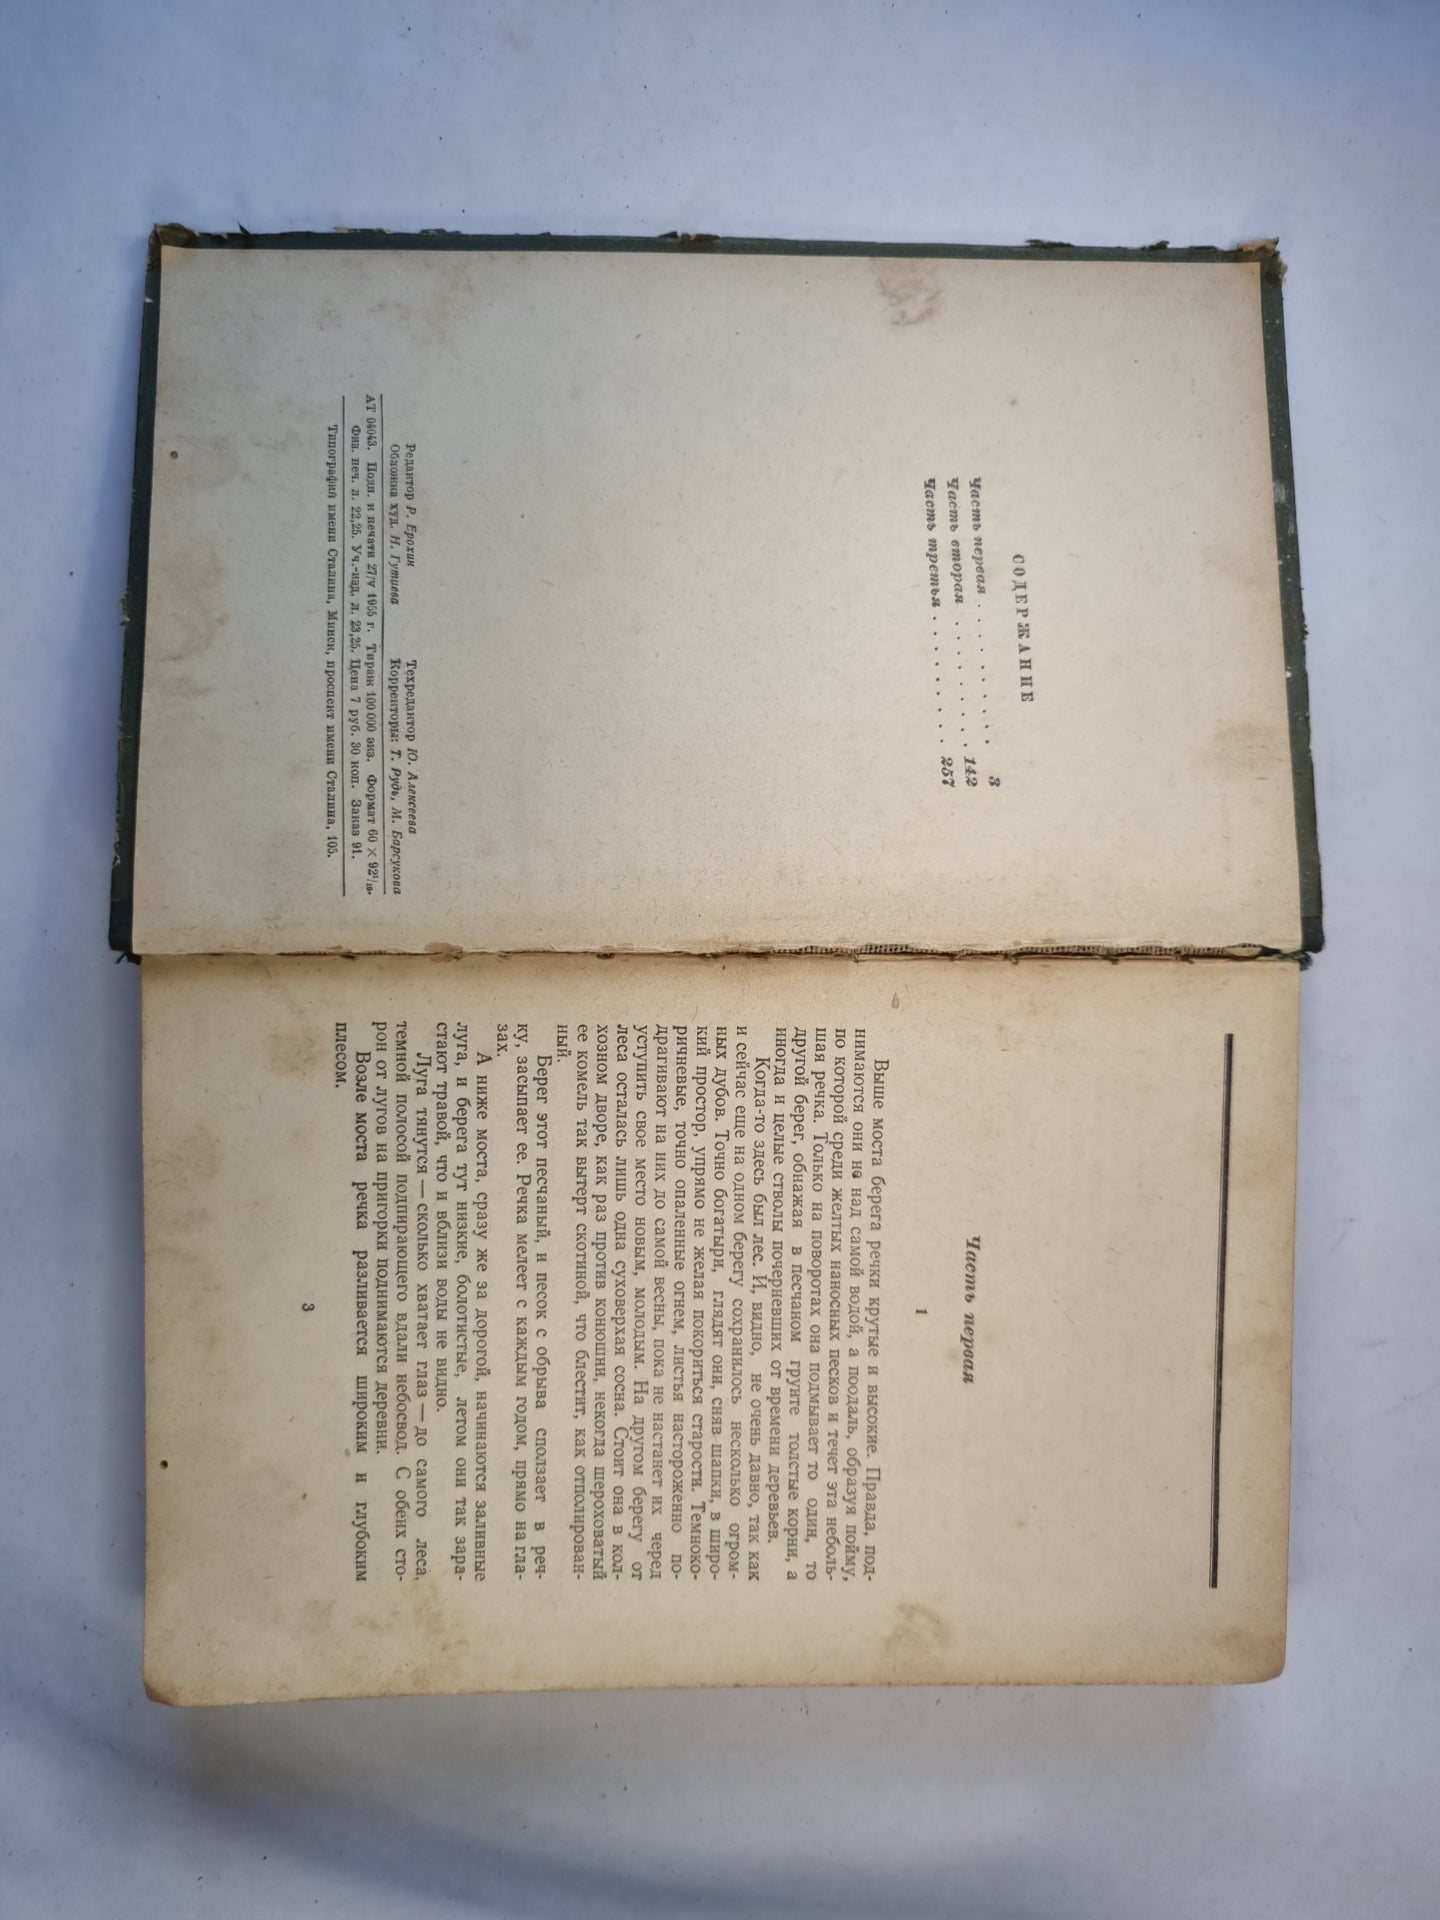 СОДЕРЖАНИЕ
Часть первая . . . . . . . . 3
Часть вторая . . . . . . . . 142
Часть третья . . . . . . . . 257
Редактор Р. Ерохин Техредактор Ю. Алексеева
Обложка худ. Н. Гутиева Корректоры: Т. Рудь, М. Барсукова
АТ 04043. Подп. к печати 27/V 1955 г. Тираж 100 000 экз. Формат 60 × 92¹/₁₆.
Физ. печ. л. 22,25. Уч.-изд. л. 23,25. Цена 7 руб. 30 коп. Заказ 91.
Типография имени Сталина, Минск, проспект имени Сталина, 105.
Часть первая
1
Выше моста берега речки крутые и высокие. Правда, под-
нимаются они не над самой водой, а поодаль, образуя пойму,
по которой среди желтых наносных песков и течет эта неболь-
шая речка. Только на поворотах она подмывает то один, то
другой берег, обнажая в песчаном грунте толстые корни, а
иногда и целые стволы почерневших от времени деревьев.
Когда-то здесь был лес. И, видно, не очень давно, так как
и сейчас еще на одном берегу сохранилось несколько огром-
ных дубов. Точно богатыри, глядят они, сняв шапки, в широ-
кий простор, упрямо не желая покориться старости. Темноко-
ричневые, точно опаленные огнем, листья настороженно по-
драгивают на них до самой весны, пока не настанет их черед
уступить свое место новым, молодым. На другом берегу от
леса осталась лишь одна суховерхая сосна. Стоит она в кол-
хозном дворе, как раз против конюшни, некогда шероховатый
ее комель так вытерт скотиной, что блестит, как отполирован-
ный.
Берег этот песчаный, и песок с обрыва сползает в реч-
ку, засыпает ее. Речка мелеет с каждым годом, прямо на гла-
зах.
А ниже моста, сразу же за дорогой, начинаются заливные
луга, и берега тут низкие, болотистые, летом они так зара-
стают травой, что и вблизи воды не видно.
Луга тянутся — сколько хватает глаз — до самого леса,
темной полосой подпирающего вдали небосвод. С обеих сто-
рон от лугов на пригорки поднимаются деревни.
Возле моста речка разливается широким и глубоким
плесом.
3